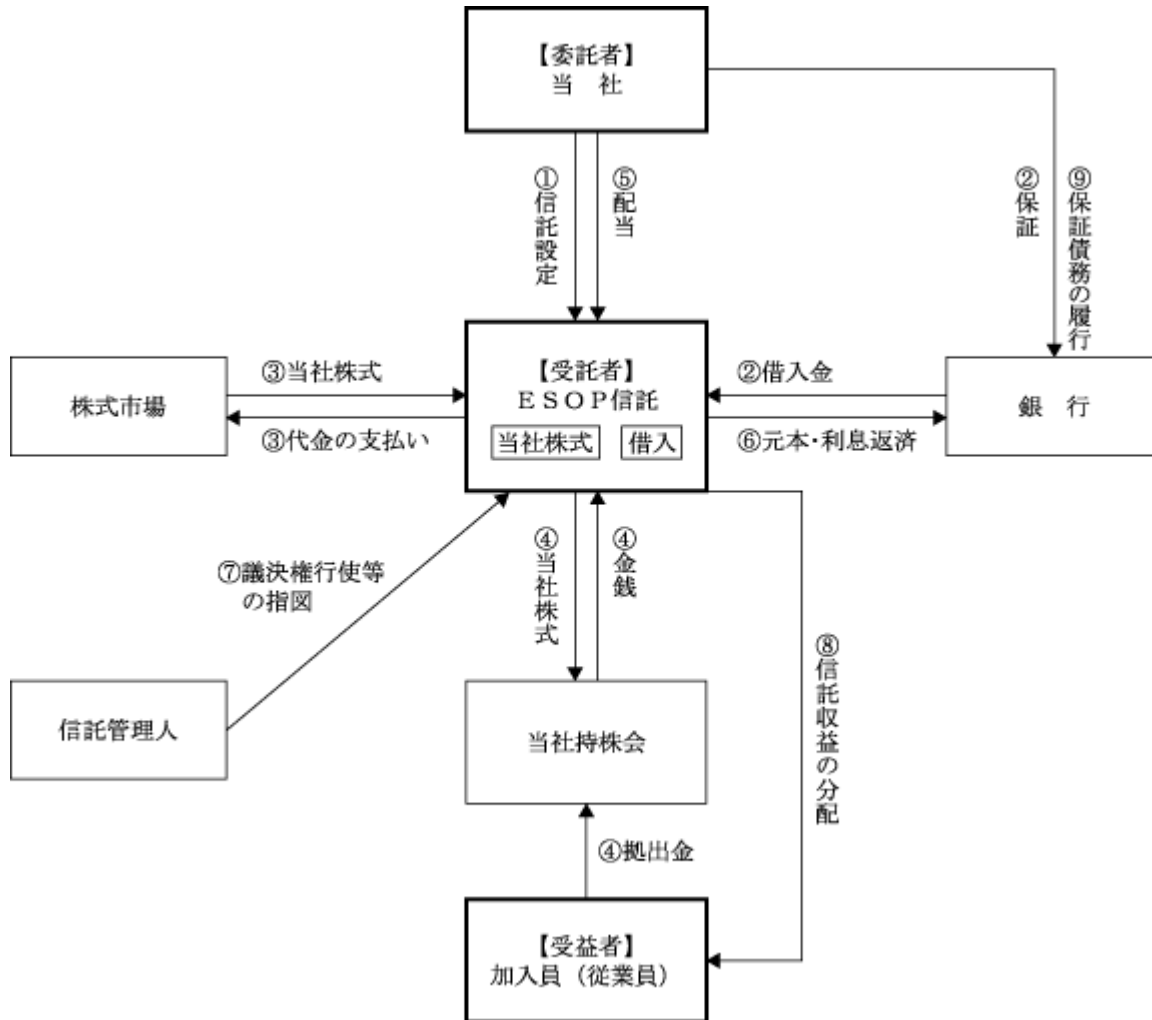 【委託者】
当　社
①信託設定
⑤配当
②保証
⑨保証債務の履行
株式市場
③当社株式
③代金の支払い
【受託者】
ＥＳＯＰ信託
当社株式　借入
②借入金
⑥元本・利息返済
銀　行
⑦議決権行使等
の指図
④当社株式
④金銭
⑧信託収益の分配
信託管理人
当社持株会
④拠出金
【受益者】
加入員（従業員）